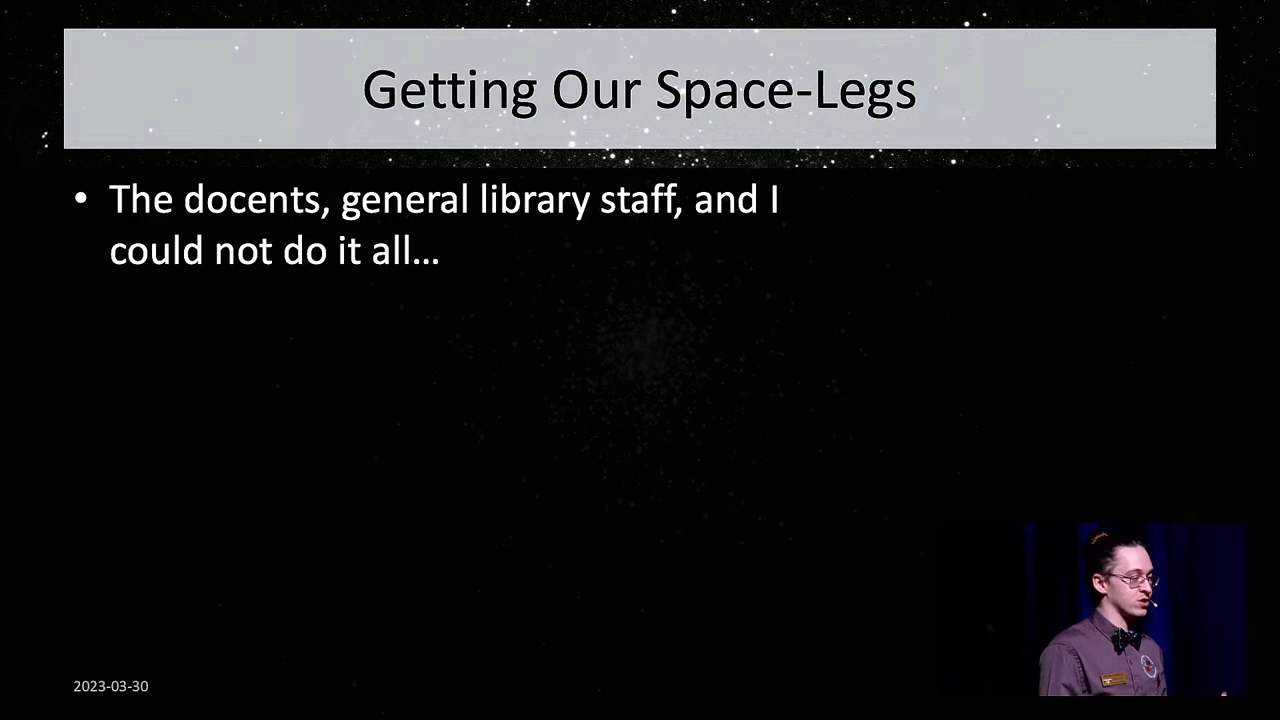 Getting Our Space-Legs
• The docents, general library staff, and I
could not do it all…
2023-03-30